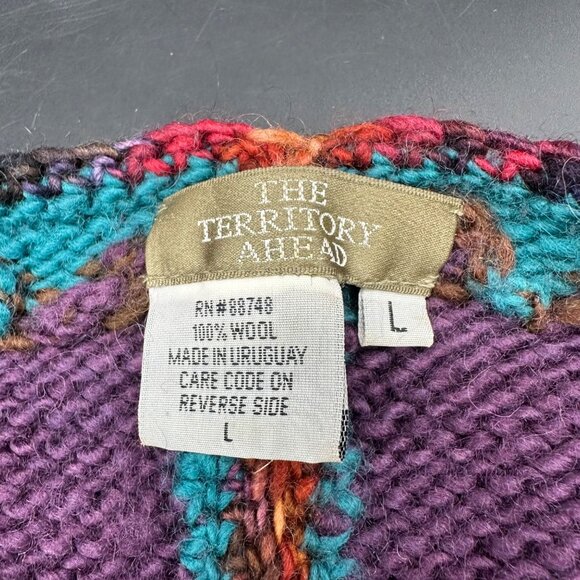 THE
TERRITORY
AHEAD
L
RN#88748
100% WOOL
MADE IN URUGUAY
CARE CODE ON
REVERSE SIDE
L